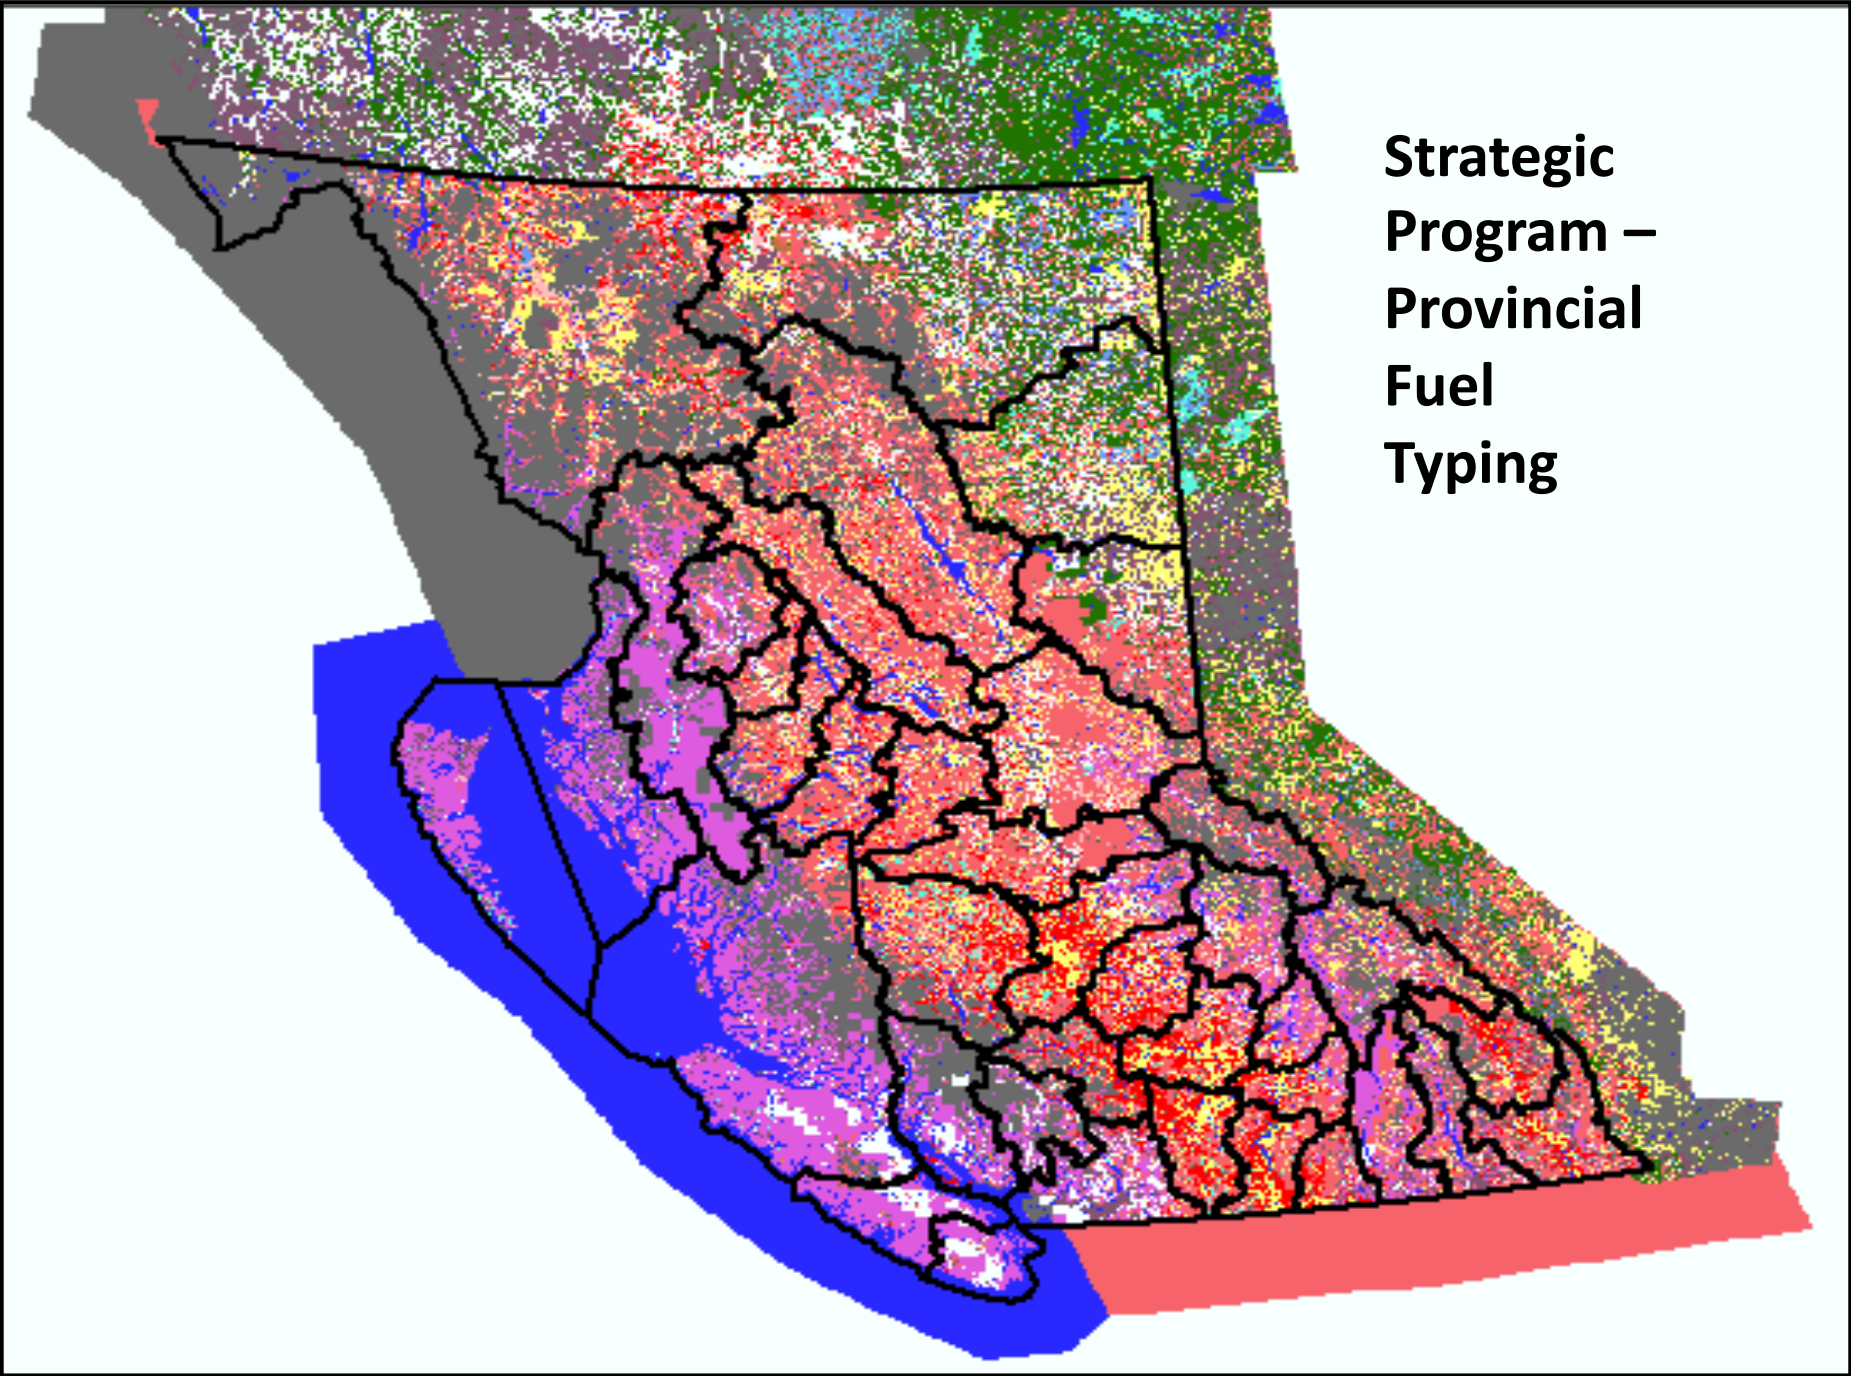 Strategic
Program –
Provincial
Fuel
Typing